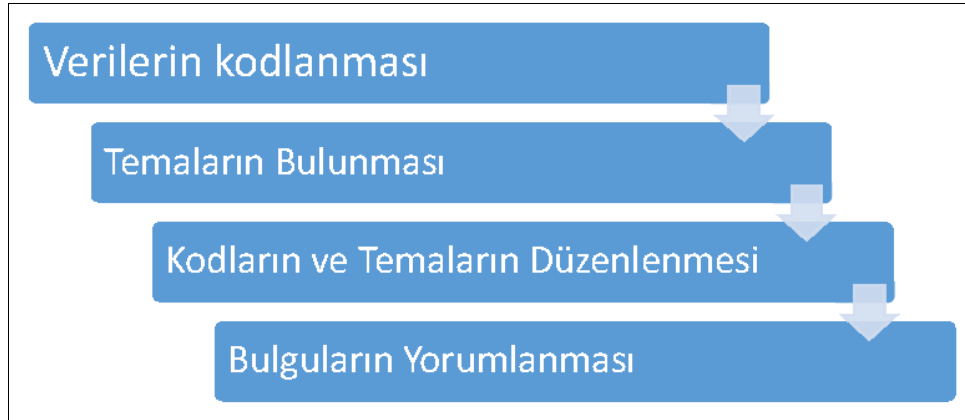 Verilerin kodlanması
Temaların Bulunması
Kodların ve Temaların Düzenlenmesi
Bulguların Yorumlanması